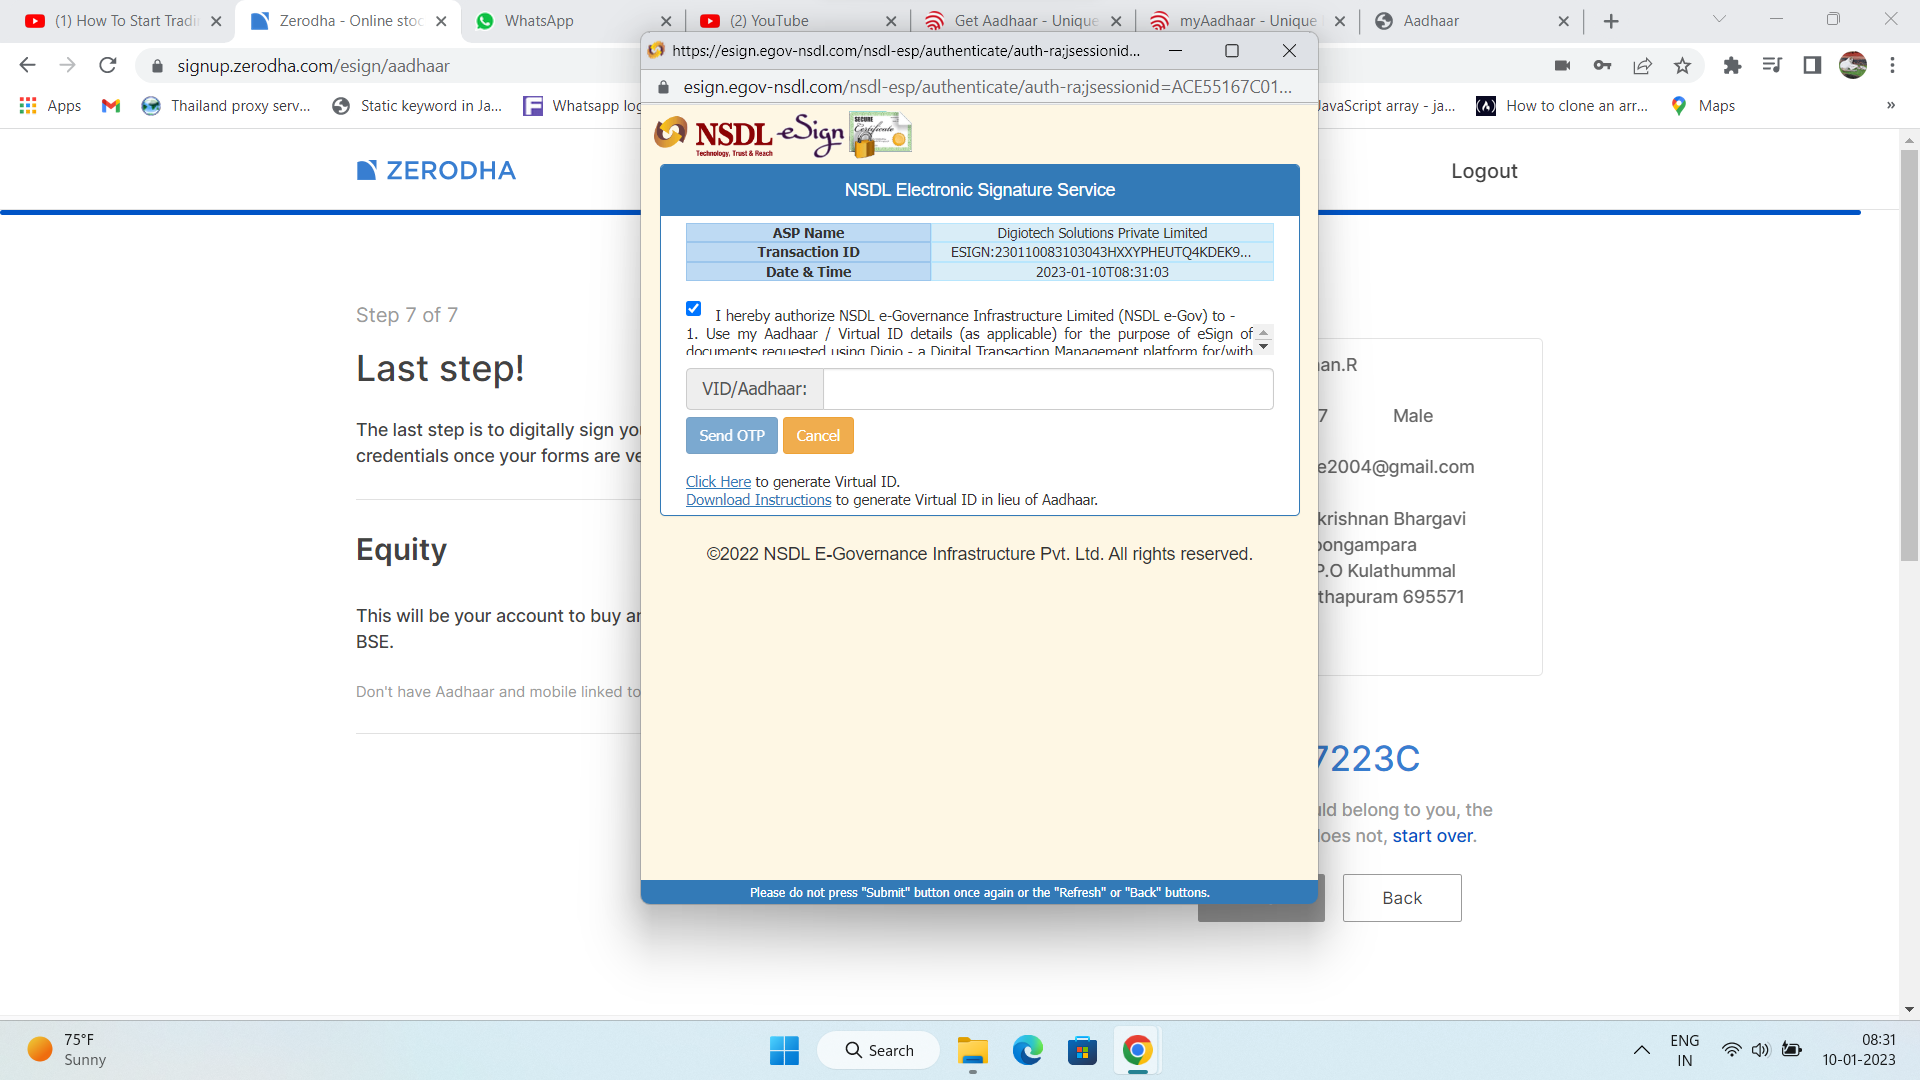 (1) How To Start Tradi
Zerodha - Online stoc
WhatsApp
(2) YouTube
Get Aadhaar - Unique
myAadhaar - Unique
Aadhaar
https://esign.egov-nsdl.com/nsdl-esp/authenticate/auth-ra;jsessionid...
signup.zerodha.com/esign/aadhaar
esign.egov-nsdl.com/nsdl-esp/authenticate/auth-ra;jsessionid=ACE55167C01...
Apps
Thailand proxy serv...
Static keyword in Ja...
Whatsapp log
JavaScript array - ja...
How to clone an arr...
Maps
»
NSDL
Technology, Trust & Reach
eSign
SECURE
Certificate
ZERODHA
Logout
NSDL Electronic Signature Service
ASP Name Digiotech Solutions Private Limited
Transaction ID ESIGN:230110083103043HXXYPHEUTQ4KDEK9...
Date & Time 2023-01-10T08:31:03
I hereby authorize NSDL e-Governance Infrastructure Limited (NSDL e-Gov) to -
1. Use my Aadhaar / Virtual ID details (as applicable) for the purpose of eSign of
documents requested using Digio - a Digital Transaction Management platform for/with
VID/Aadhaar:
Send OTP
Cancel
Click Here to generate Virtual ID.
Download Instructions to generate Virtual ID in lieu of Aadhaar.
©2022 NSDL E-Governance Infrastructure Pvt. Ltd. All rights reserved.
Please do not press "Submit" button once again or the "Refresh" or "Back" buttons.
Step 7 of 7
Last step!
The last step is to digitally sign you
credentials once your forms are ve
Equity
This will be your account to buy an
BSE.
Don't have Aadhaar and mobile linked to
an.R
7 Male
e2004@gmail.com
krishnan Bhargavi
oongampara
P.O Kulathummal
thapuram 695571
7223C
uld belong to you, the
does not, start over.
Back
75°F
Sunny
Search
ENG
IN
08:31
10-01-2023